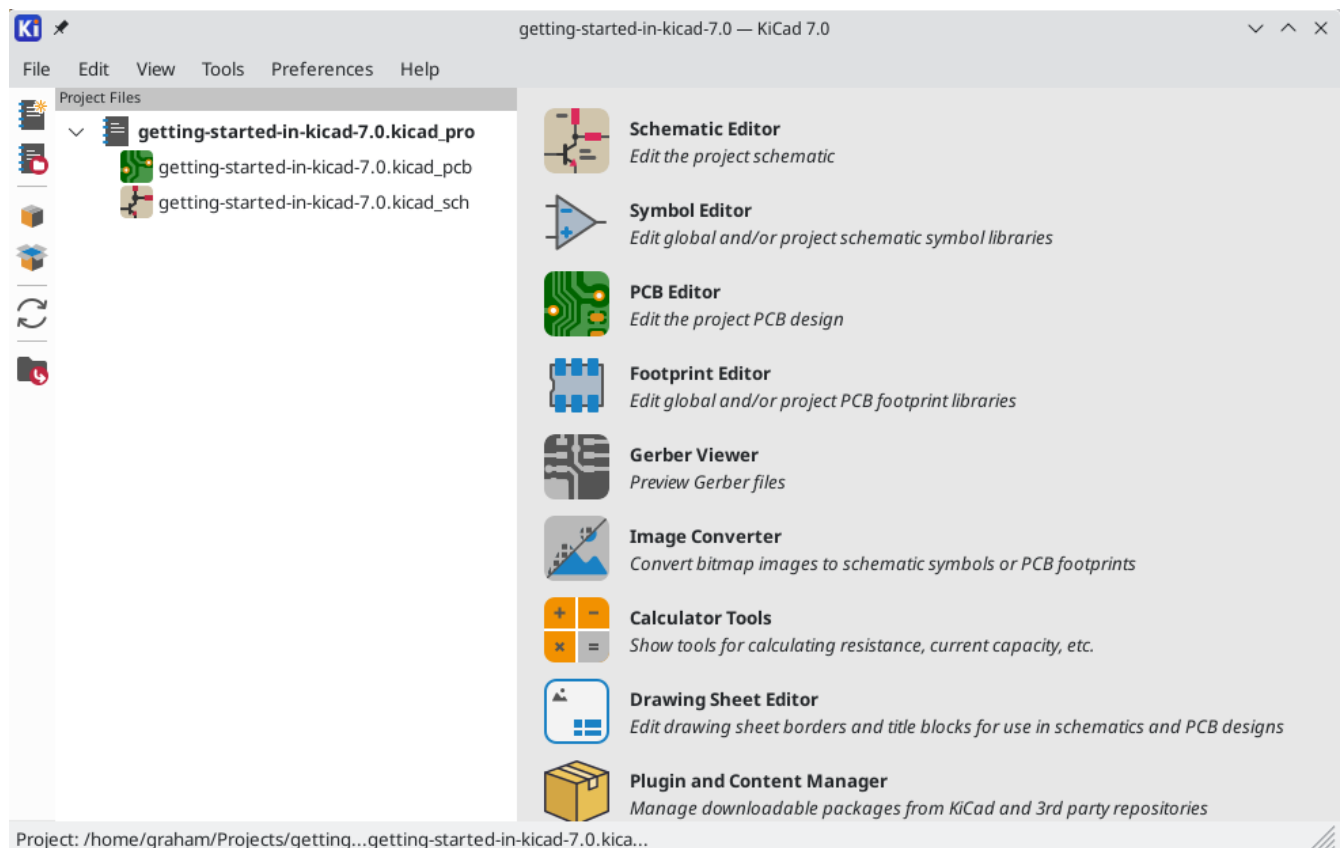 Ki
getting-started-in-kicad-7.0 — KiCad 7.0
File Edit View Tools Preferences Help
Project Files
getting-started-in-kicad-7.0.kicad_pro
getting-started-in-kicad-7.0.kicad_pcb
getting-started-in-kicad-7.0.kicad_sch
Schematic Editor
Edit the project schematic
Symbol Editor
Edit global and/or project schematic symbol libraries
PCB Editor
Edit the project PCB design
Footprint Editor
Edit global and/or project PCB footprint libraries
Gerber Viewer
Preview Gerber files
Image Converter
Convert bitmap images to schematic symbols or PCB footprints
Calculator Tools
Show tools for calculating resistance, current capacity, etc.
Drawing Sheet Editor
Edit drawing sheet borders and title blocks for use in schematics and PCB designs
Plugin and Content Manager
Manage downloadable packages from KiCad and 3rd party repositories
Project: /home/graham/Projects/getting...getting-started-in-kicad-7.0.kica...